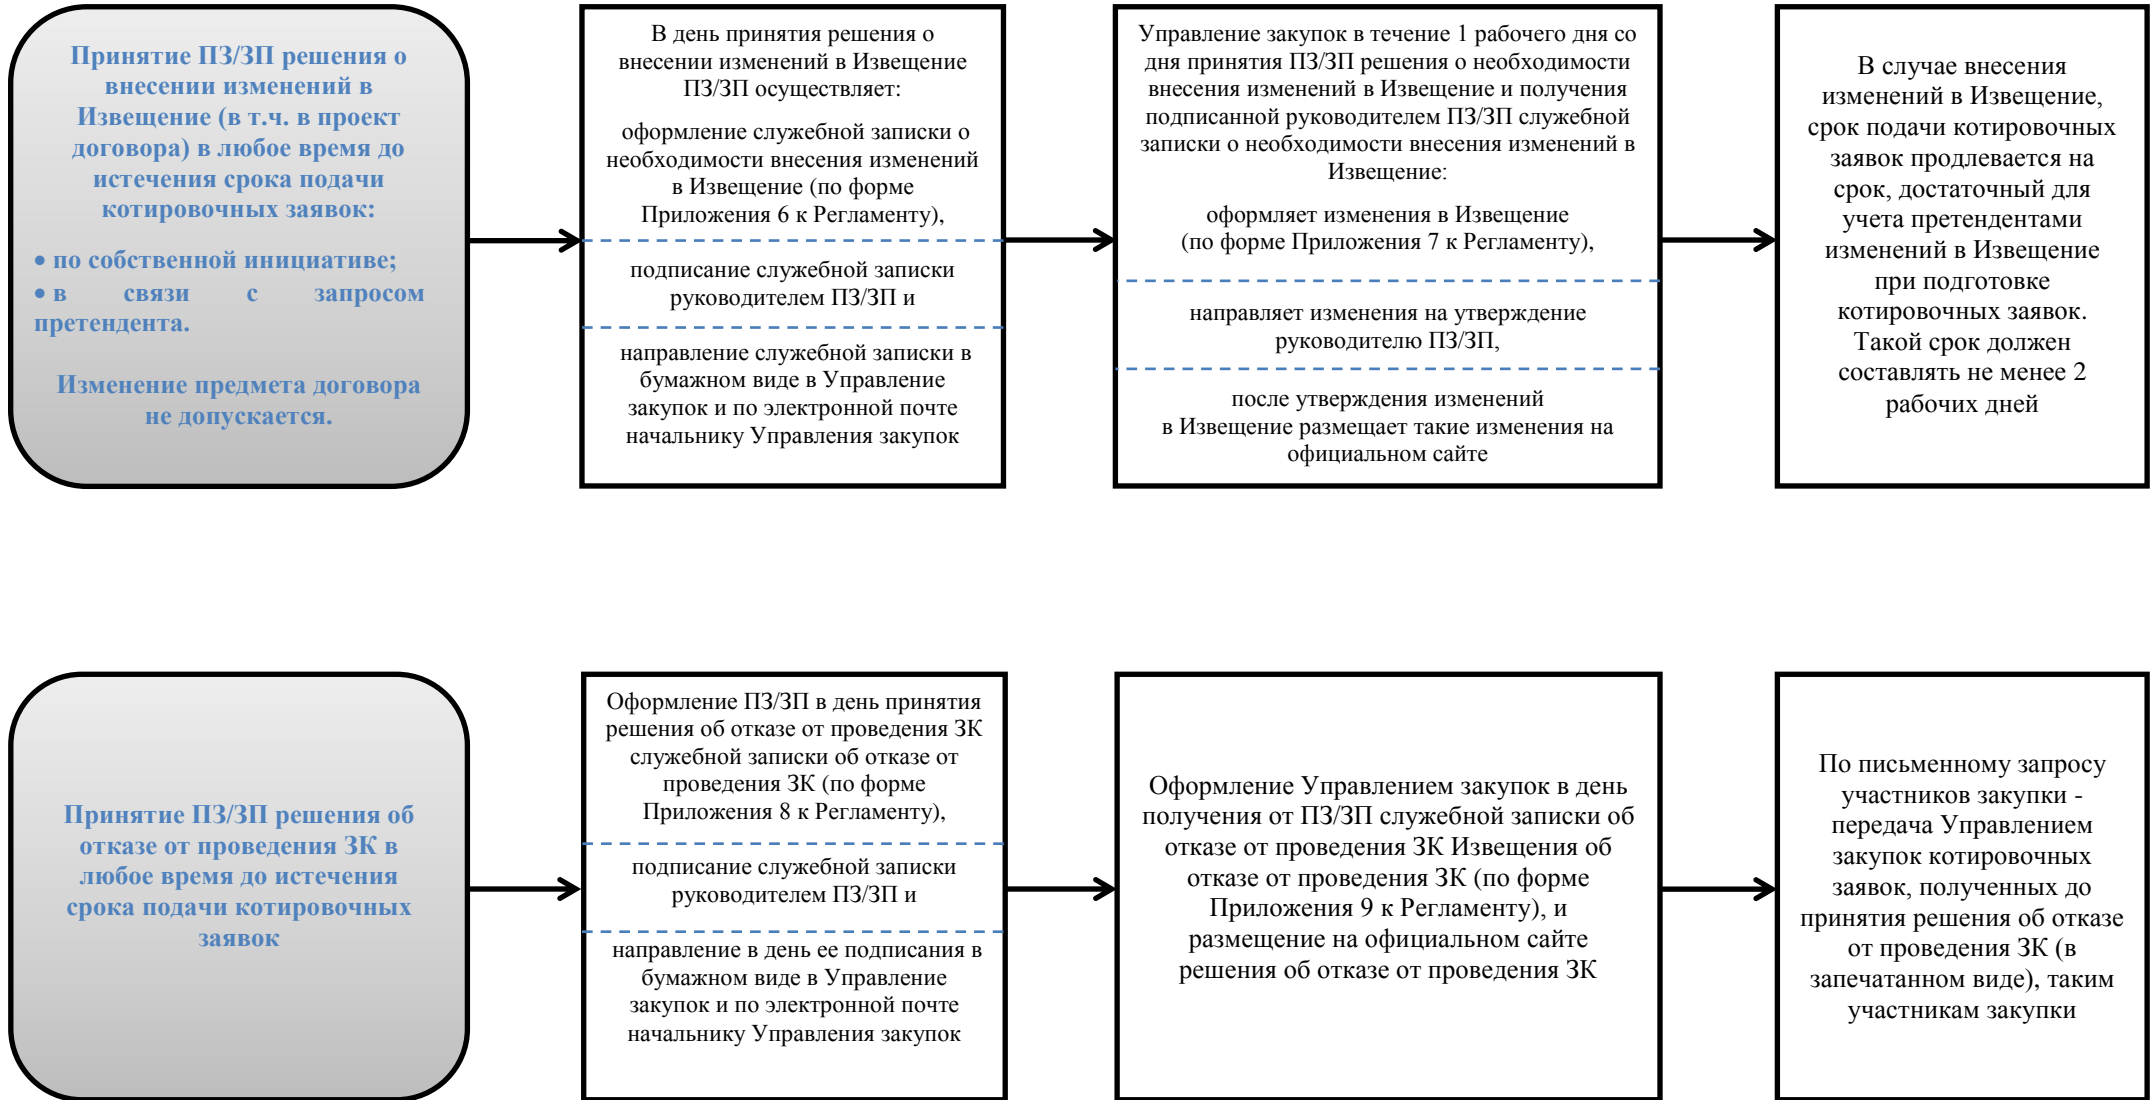 Принятие ПЗ/ЗП решения о
внесении изменений в
Извещение (в т.ч. в проект
договора) в любое время до
истечения срока подачи
котировочных заявок:
• по собственной инициативе;
• в связи с запросом
претендента.
Изменение предмета договора
не допускается.
В день принятия решения о
внесении изменений в Извещение
ПЗ/ЗП осуществляет:
оформление служебной записки о
необходимости внесения изменений
в Извещение (по форме
Приложения 6 к Регламенту),
подписание служебной записки
руководителем ПЗ/ЗП и
направление служебной записки в
бумажном виде в Управление
закупок и по электронной почте
начальнику Управления закупок
Управление закупок в течение 1 рабочего дня со
дня принятия ПЗ/ЗП решения о необходимости
внесения изменений в Извещение и получения
подписанной руководителем ПЗ/ЗП служебной
записки о необходимости внесения изменений в
Извещение:
оформляет изменения в Извещение
(по форме Приложения 7 к Регламенту),
направляет изменения на утверждение
руководителю ПЗ/ЗП,
после утверждения изменений
в Извещение размещает такие изменения на
официальном сайте
В случае внесения
изменений в Извещение,
срок подачи котировочных
заявок продлевается на
срок, достаточный для
учета претендентами
изменений в Извещение
при подготовке
котировочных заявок.
Такой срок должен
составлять не менее 2
рабочих дней
Принятие ПЗ/ЗП решения об
отказе от проведения ЗК в
любое время до истечения
срока подачи котировочных
заявок
Оформление ПЗ/ЗП в день принятия
решения об отказе от проведения ЗК
служебной записки об отказе от
проведения ЗК (по форме
Приложения 8 к Регламенту),
подписание служебной записки
руководителем ПЗ/ЗП и
направление в день ее подписания в
бумажном виде в Управление
закупок и по электронной почте
начальнику Управления закупок
Оформление Управлением закупок в день
получения от ПЗ/ЗП служебной записки об
отказе от проведения ЗК Извещения об
отказе от проведения ЗК (по форме
Приложения 9 к Регламенту), и
размещение на официальном сайте
решения об отказе от проведения ЗК
По письменному запросу
участников закупки -
передача Управлением
закупок котировочных
заявок, полученных до
принятия решения об отказе
от проведения ЗК (в
запечатанном виде), таким
участникам закупки